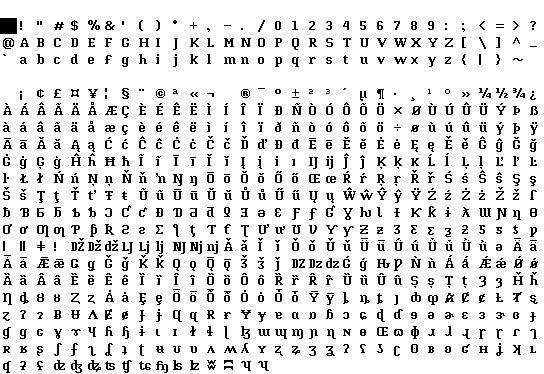 ! " # $ % & ' ( ) * + , - . / 0 1 2 3 4 5 6 7 8 9 : ; < = > ?
@ A B C D E F G H I J K L M N O P Q R S T U V W X Y Z [ \ ] ^ _
` a b c d e f g h i j k l m n o p q r s t u v w x y z { | } ~
¡ ¢ £ ¤ ¥ ¦ § ¨ © ª « ¬ ® ¯ ° ± ² ³ ´ µ ¶ · ¸ ¹ º » ¼ ½ ¾ ¿
À Á Â Ã Ä Å Æ Ç È É Ê Ë Ì Í Î Ï Ð Ñ Ò Ó Ô Õ Ö × Ø Ù Ú Û Ü Ý Þ ß
à á â ã ä å æ ç è é ê ë ì í î ï ð ñ ò ó ô õ ö ÷ ø ù ú û ü ý þ ÿ
Ā ā Ă ă Ą ą Ć ć Ĉ ĉ Ċ ċ Č č Ď ď Đ đ Ē ē Ĕ ĕ Ė ė Ę ę Ě ě Ĝ ĝ Ğ ğ
Ġ ġ Ģ ģ Ĥ ĥ Ħ ħ Ĩ ĩ Ī ī Ĭ ĭ Į į İ ı Ĳ ĳ Ĵ ĵ Ķ ķ ĸ Ĺ ĺ Ļ ļ Ľ ľ Ŀ
ŀ Ł ł Ń ń Ņ ņ Ň ň ŉ Ŋ ŋ Ō ō Ŏ ŏ Ő ő Œ œ Ŕ ŕ Ŗ ŗ Ř ř Ś ś Ŝ ŝ Ş ş
Š š Ţ ţ Ť ť Ŧ ŧ Ũ ũ Ū ū Ŭ ŭ Ů ů Ű ű Ų ų Ŵ ŵ Ŷ ŷ Ÿ Ź ź Ż ż Ž ž ſ
ƀ Ɓ Ƃ ƃ Ƅ ƅ Ɔ Ƈ ƈ Ɖ Ɗ Ƌ ƌ ƍ Ǝ Ə Ɛ Ƒ ƒ Ɠ Ɣ ƕ Ɩ Ɨ Ƙ ƙ ƚ ƛ Ɯ Ɲ ƞ Ɵ
Ơ ơ Ƣ ƣ Ƥ ƥ Ʀ Ƨ ƨ Ʃ ƪ ƫ Ƭ ƭ Ʈ Ư ư Ʊ Ʋ Ƴ ƴ Ƶ ƶ Ʒ Ƹ ƹ ƺ ƻ Ƽ ƽ ƾ ƿ
ǀ ǁ ǂ ǃ Ǆ ǅ ǆ Ǉ ǈ ǉ Ǌ ǋ ǌ Ǎ ǎ Ǐ ǐ Ǒ ǒ Ǔ ǔ Ǖ ǖ Ǘ ǘ Ǚ ǚ Ǜ ǜ ǝ Ǟ ǟ
Ǡ ǡ Ǣ ǣ Ǥ ǥ Ǧ ǧ Ǩ ǩ Ǫ ǫ Ǭ ǭ Ǯ ǯ ǰ Ǳ ǲ ǳ Ǵ ǵ Ƕ Ƿ Ǹ ǹ Ǻ ǻ Ǽ ǽ Ǿ ǿ
Ȁ ȁ Ȃ ȃ Ȅ ȅ Ȇ ȇ Ȉ ȉ Ȋ ȋ Ȍ ȍ Ȏ ȏ Ȑ ȑ Ȓ ȓ Ȕ ȕ Ȗ ȗ Ș ș Ț ț Ȝ ȝ Ȟ ȟ
Ƞ ȡ Ȣ ȣ Ȥ ȥ Ȧ ȧ Ȩ ȩ Ȫ ȫ Ȭ ȭ Ȯ ȯ Ȱ ȱ Ȳ ȳ ȴ ȵ ȶ ȷ ȸ ȹ Ⱥ Ȼ ȼ Ƚ Ⱦ ȿ
ɀ Ɂ ɂ Ƀ Ʉ Ʌ Ɇ ɇ Ɉ ɉ Ɋ ɋ Ɍ ɍ Ɏ ɏ ɐ ɑ ɒ ɓ ɔ ɕ ɖ ɗ ɘ ə ɚ ɛ ɜ ɝ ɞ ɟ
ɠ ɡ ɢ ɣ ɤ ɥ ɦ ɧ ɨ ɩ ɪ ɫ ɬ ɭ ɮ ɯ ɰ ɱ ɲ ɳ ɴ ɵ ɶ ɷ ɸ ɹ ɺ ɻ ɼ ɽ ɾ ɿ
ʀ ʁ ʂ ʃ ʄ ʅ ʆ ʇ ʈ ʉ ʊ ʋ ʌ ʍ ʎ ʏ ʐ ʑ ʒ ʓ ʔ ʕ ʖ ʗ ʘ ʙ ʚ ʛ ʜ ʝ ʞ ʟ
ʠ ʡ ʢ ʣ ʤ ʥ ʦ ʧ ʨ ʩ ʪ ʫ ʬ ʭ ʮ ʯ